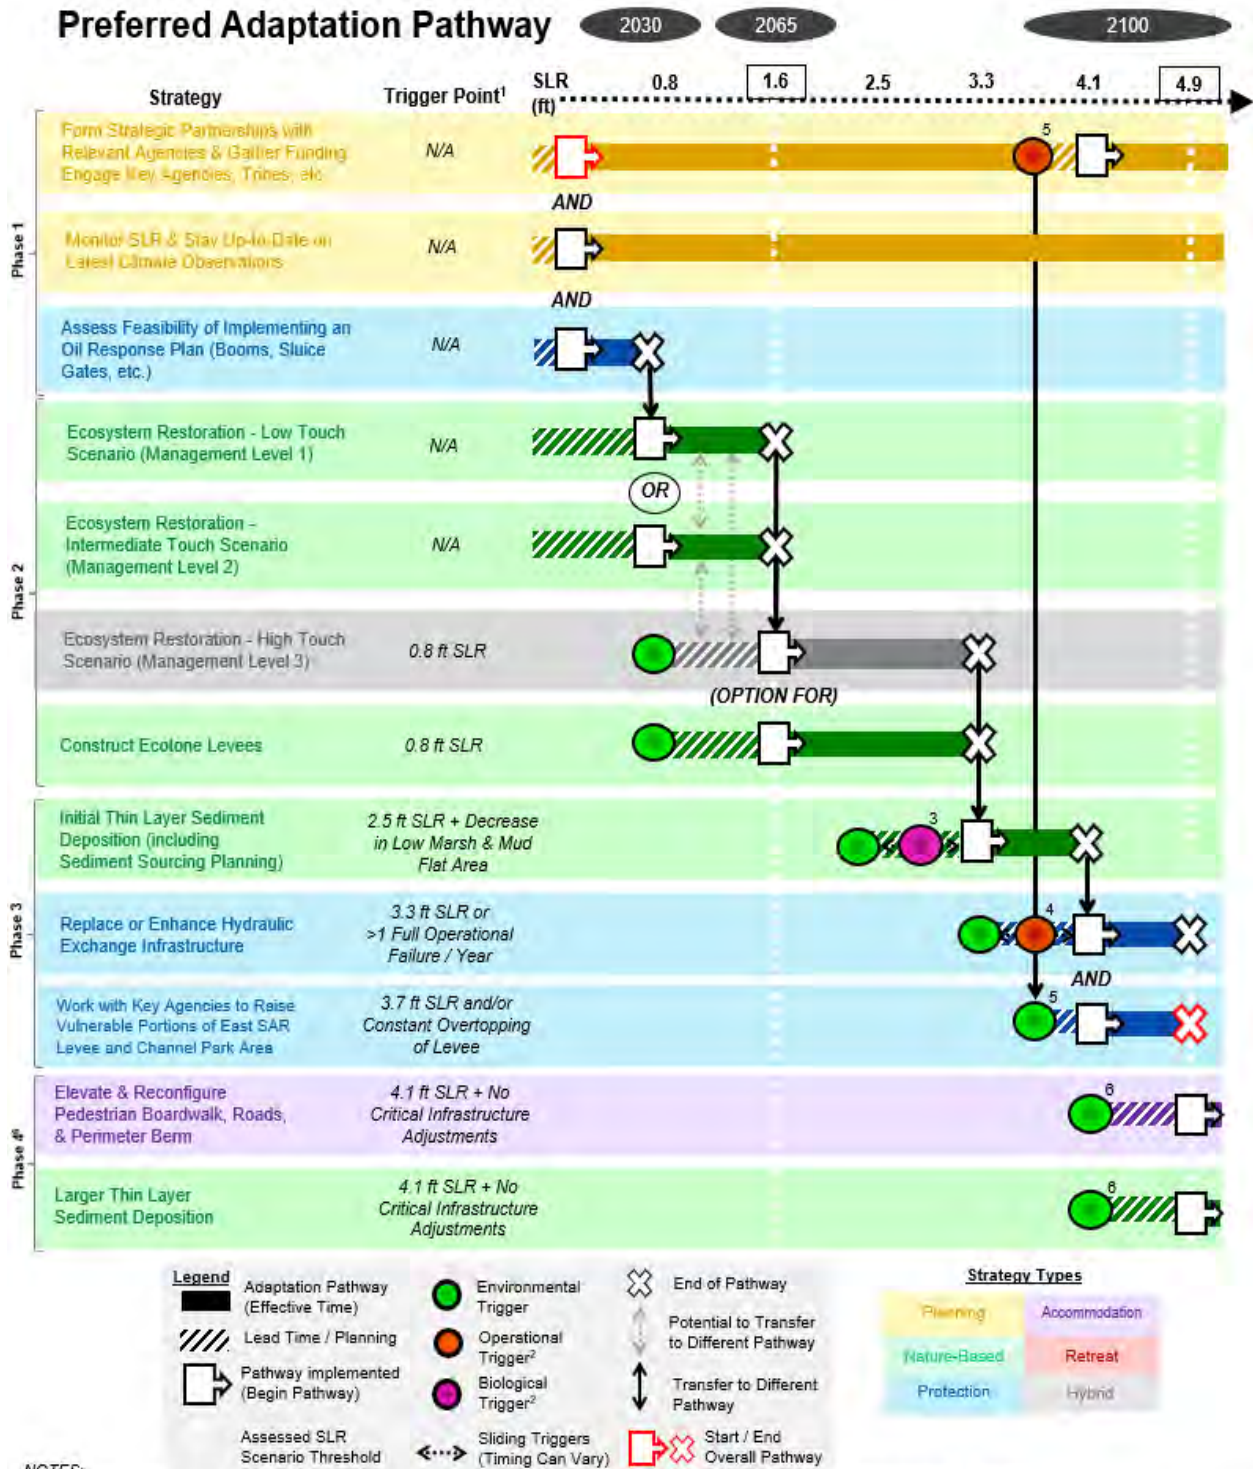 Preferred Adaptation Pathway
2030
2065
2100
Strategy
Trigger Point¹
SLR
(ft)
0.8
1.6
2.5
3.3
4.1
4.9
Phase 1
Form Strategic Partnerships with
Relevant Agencies & Gather Funding
Engage Key Agencies, Tribes, etc
N/A
5
AND
Monitor SLR & Stay Up-to-Date on
Latest Climate Observations
N/A
AND
Assess Feasibility of Implementing an
Oil Response Plan (Booms, Sluice
Gates, etc.)
N/A
Phase 2
Ecosystem Restoration - Low Touch
Scenario (Management Level 1)
N/A
OR
Ecosystem Restoration -
Intermediate Touch Scenario
(Management Level 2)
N/A
Ecosystem Restoration - High Touch
Scenario (Management Level 3)
0.8 ft SLR
(OPTION FOR)
Construct Ecotone Levees
0.8 ft SLR
Phase 3
Initial Thin Layer Sediment
Deposition (including
Sediment Sourcing Planning)
2.5 ft SLR + Decrease
in Low Marsh & Mud
Flat Area
3
Replace or Enhance Hydraulic
Exchange Infrastructure
3.3 ft SLR or
>1 Full Operational
Failure / Year
4
AND
Work with Key Agencies to Raise
Vulnerable Portions of East SAR
Levee and Channel Park Area
3.7 ft SLR and/or
Constant Overtopping
of Levee
5
Phase 4⁶
Elevate & Reconfigure
Pedestrian Boardwalk, Roads,
& Perimeter Berm
4.1 ft SLR + No
Critical Infrastructure
Adjustments
6
Larger Thin Layer
Sediment Deposition
4.1 ft SLR + No
Critical Infrastructure
Adjustments
6
Legend
Adaptation Pathway
(Effective Time)
Lead Time / Planning
Pathway implemented
(Begin Pathway)
Assessed SLR
Scenario Threshold
Environmental
Trigger
Operational
Trigger²
Biological
Trigger²
Sliding Triggers
(Timing Can Vary)
End of Pathway
Potential to Transfer
to Different Pathway
Transfer to Different
Pathway
Start / End
Overall Pathway
Strategy Types
Planning
Accommodation
Nature-Based
Retreat
Protection
Hybrid
NOTES: